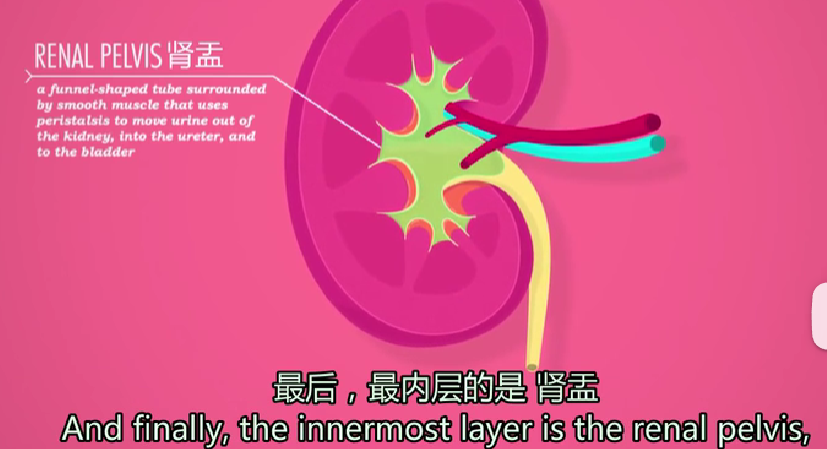 RENAL PELVIS 肾盂
a funnel-shaped tube surrounded
by smooth muscle that uses
peristalsis to move urine out of
the kidney, into the ureter, and
to the bladder
最后，最内层的是 肾盂
And finally, the innermost layer is the renal pelvis,